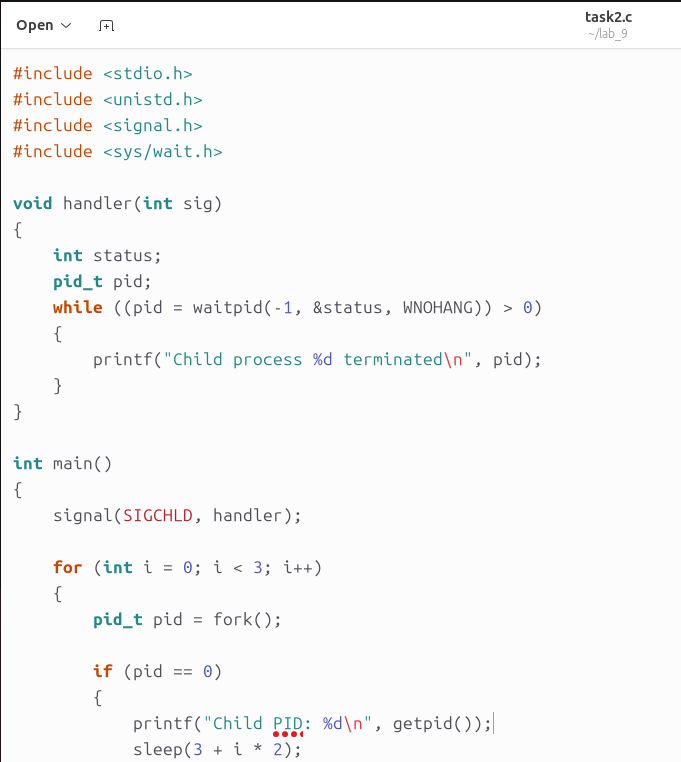 Open
task2.c
~/lab_9
#include <stdio.h>
#include <unistd.h>
#include <signal.h>
#include <sys/wait.h>

void handler(int sig)
{
    int status;
    pid_t pid;
    while ((pid = waitpid(-1, &status, WNOHANG)) > 0)
    {
        printf("Child process %d terminated\n", pid);
    }
}

int main()
{
    signal(SIGCHLD, handler);

    for (int i = 0; i < 3; i++)
    {
        pid_t pid = fork();

        if (pid == 0)
        {
            printf("Child PID: %d\n", getpid());
            sleep(3 + i * 2);